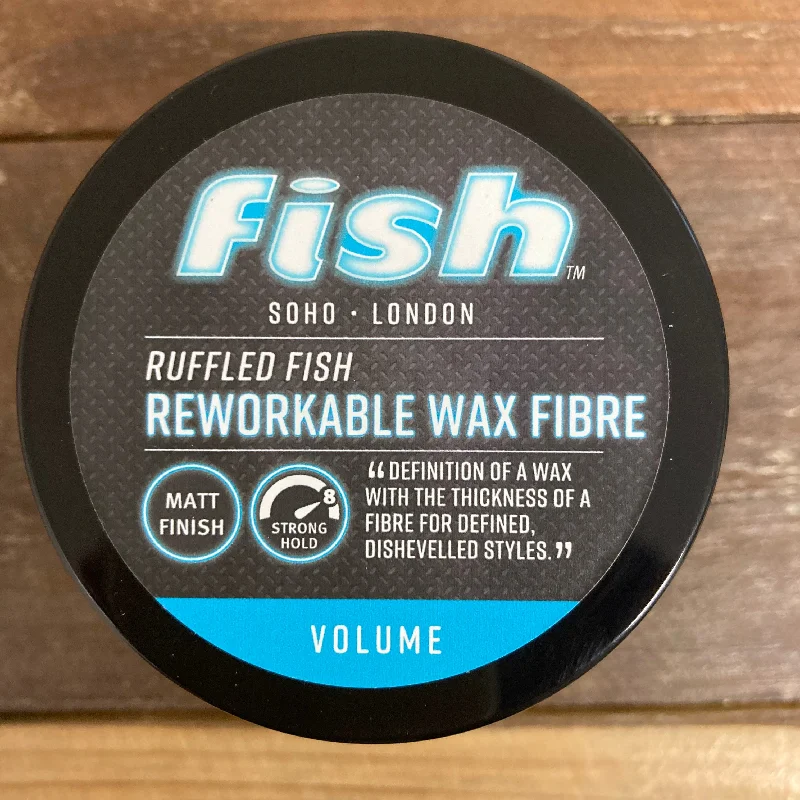 fish™
SOHO · LONDON
RUFFLED FISH
REWORKABLE WAX FIBRE
MATT
FINISH
8
STRONG
HOLD
“DEFINITION OF A WAX
WITH THE THICKNESS OF A
FIBRE FOR DEFINED,
DISHEVELLED STYLES.”
VOLUME